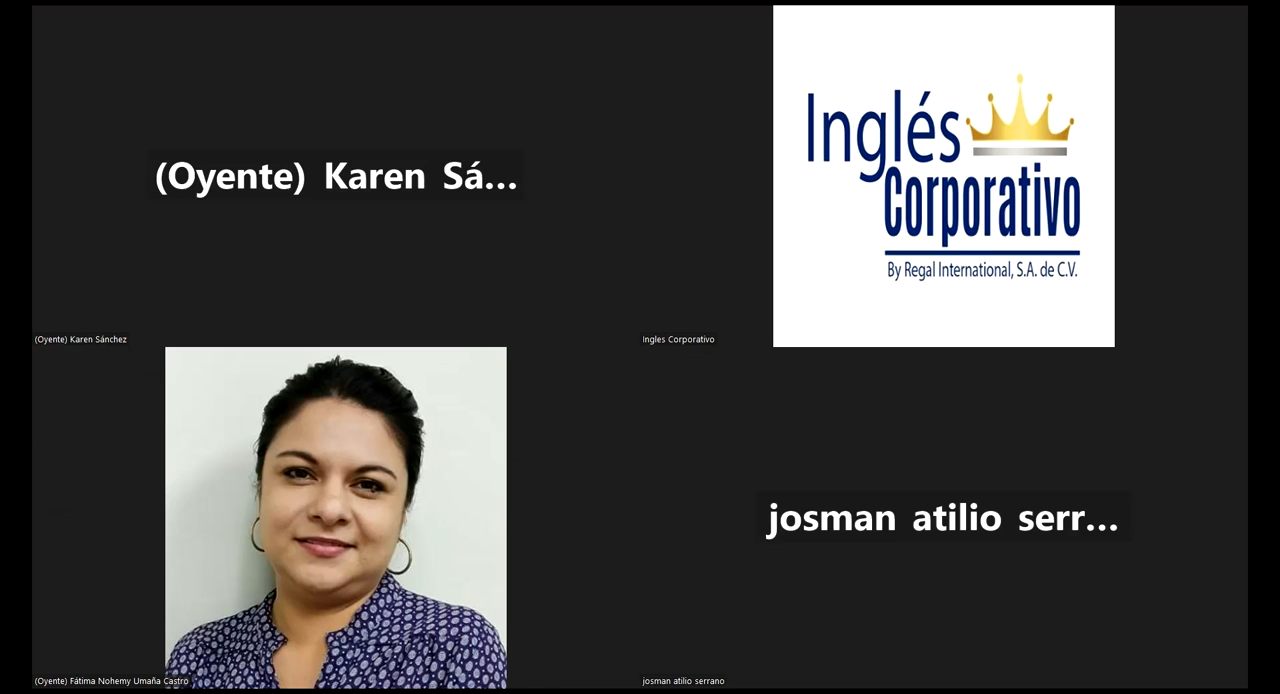 (Oyente) Karen Sá...
(Oyente) Karen Sánchez
Inglés
Corporativo
By Regal International, S.A. de C.V.
Ingles Corporativo
(Oyente) Fátima Nohemy Umaña Castro
josman atilio serr...
josman atilio serrano